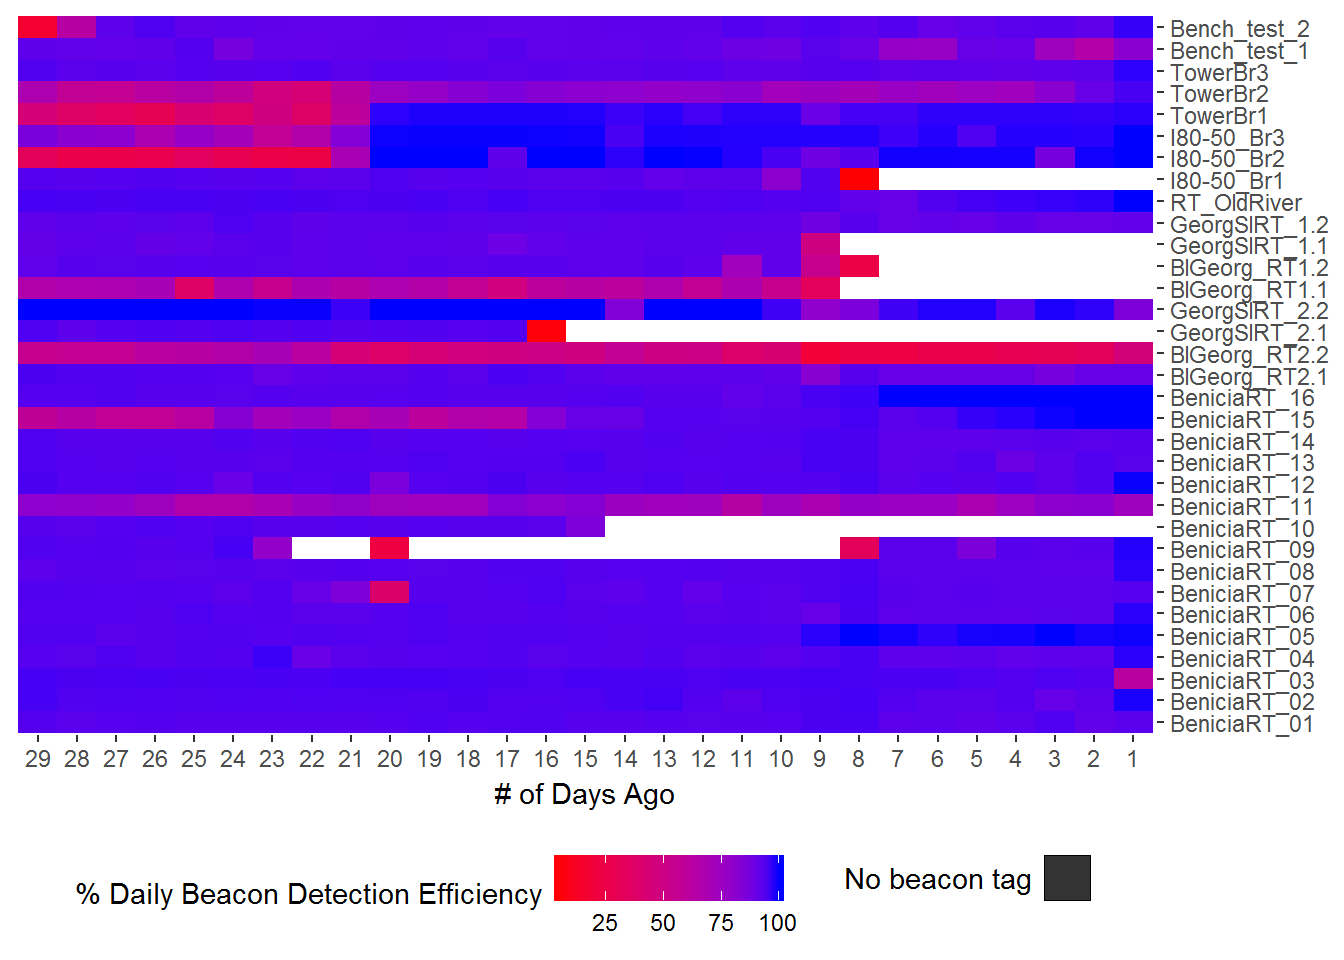 Bench_test_2
Bench_test_1
TowerBr3
TowerBr2
TowerBr1
I80-50_Br3
I80-50_Br2
I80-50_Br1
RT_OldRiver
GeorgSlRT_1.2
GeorgSlRT_1.1
BlGeorg_RT1.2
BlGeorg_RT1.1
GeorgSlRT_2.2
GeorgSlRT_2.1
BlGeorg_RT2.2
BlGeorg_RT2.1
BeniciaRT_16
BeniciaRT_15
BeniciaRT_14
BeniciaRT_13
BeniciaRT_12
BeniciaRT_11
BeniciaRT_10
BeniciaRT_09
BeniciaRT_08
BeniciaRT_07
BeniciaRT_06
BeniciaRT_05
BeniciaRT_04
BeniciaRT_03
BeniciaRT_02
BeniciaRT_01
29 28 27 26 25 24 23 22 21 20 19 18 17 16 15 14 13 12 11 10 9 8 7 6 5 4 3 2 1
# of Days Ago
% Daily Beacon Detection Efficiency
25 50 75 100
No beacon tag